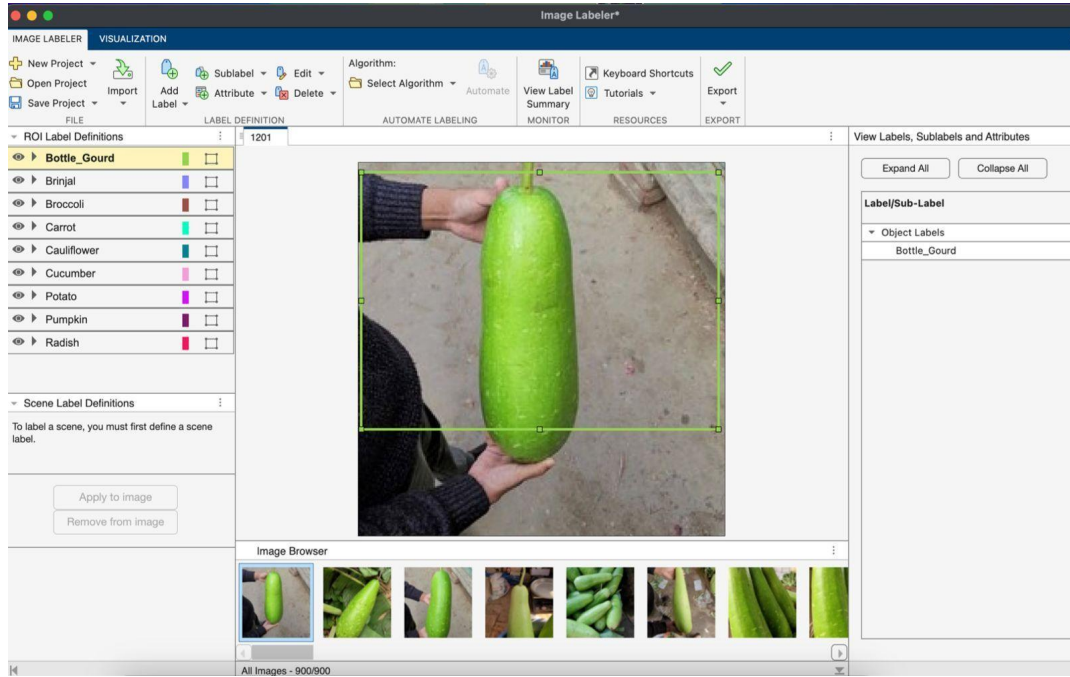 Image Labeler*
IMAGE LABELER VISUALIZATION
New Project
Open Project
Save Project
Import
FILE
Add
Label
Sublabel
Edit
Attribute
Delete
LABEL DEFINITION
Algorithm:
Select Algorithm
Automate
AUTOMATE LABELING
View Label
Summary
MONITOR
Keyboard Shortcuts
Tutorials
RESOURCES
Export
EXPORT
ROI Label Definitions
Bottle_Gourd
Brinjal
Broccoli
Carrot
Cauliflower
Cucumber
Potato
Pumpkin
Radish
Scene Label Definitions
To label a scene, you must first define a scene
label.
Apply to image
Remove from image
1201
Image Browser
All Images - 900/900
View Labels, Sublabels and Attributes
Expand All Collapse All
Label/Sub-Label
Object Labels
Bottle_Gourd